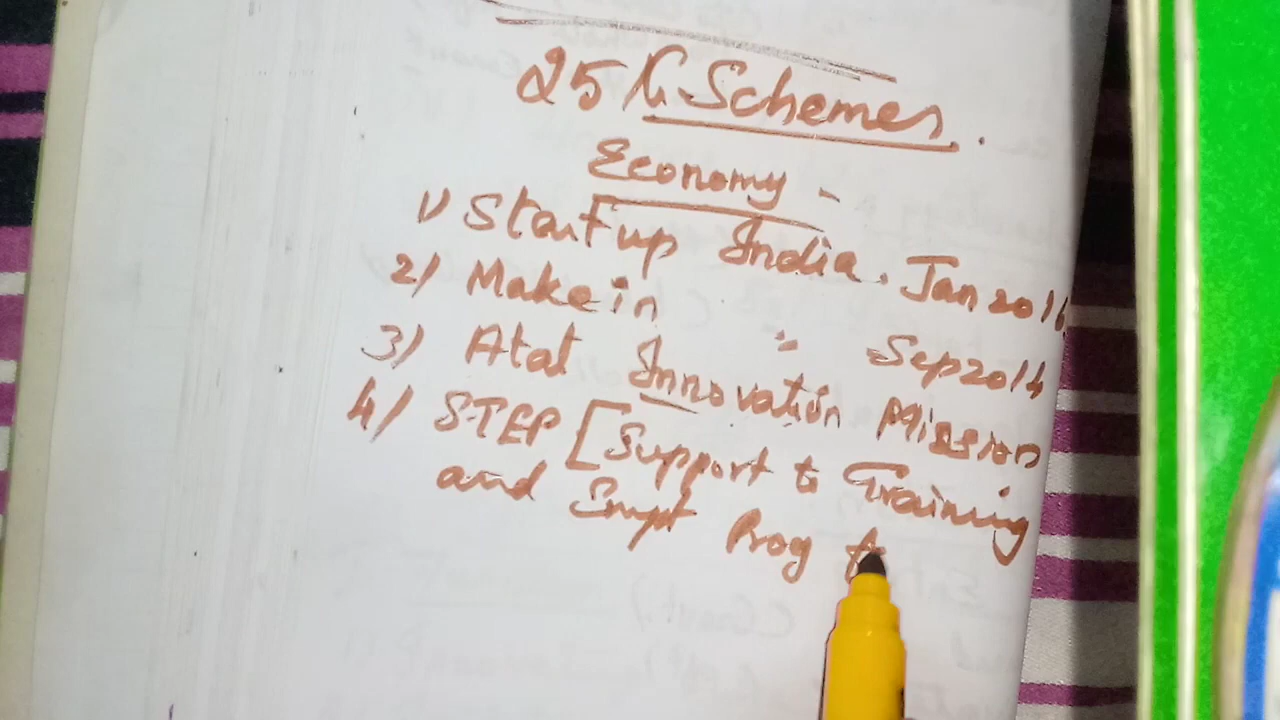 25 G. Schemes.
Economy -
1) Startup India. Jan 2016
2) Make in " Sep 2014
3) Atal Innovation Mission
4) STEP [Support to Training
and Empt Prog f